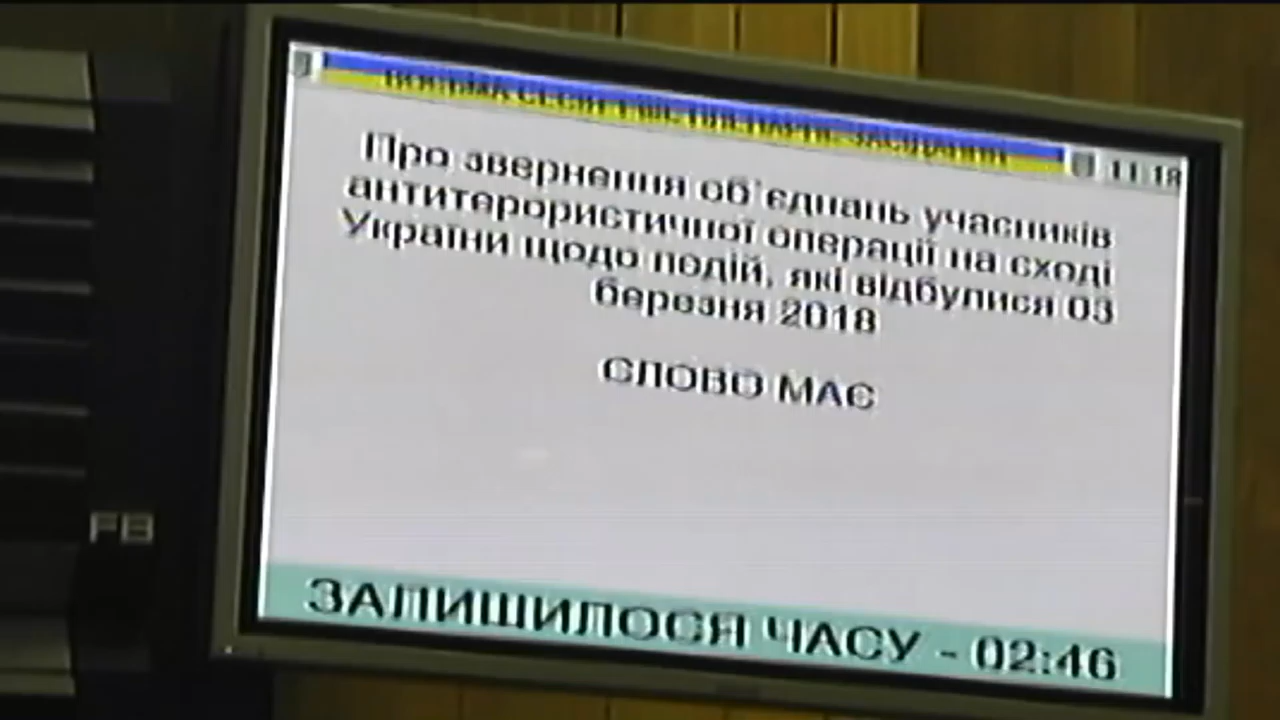 11:18
Про звернення об'єднань учасників
антитерористичної операції на сході
України щодо подій, які відбулися 03
березня 2018
СЛОВО МАЄ
FB
ЗАЛИШИЛОСЯ ЧАСУ - 02:46